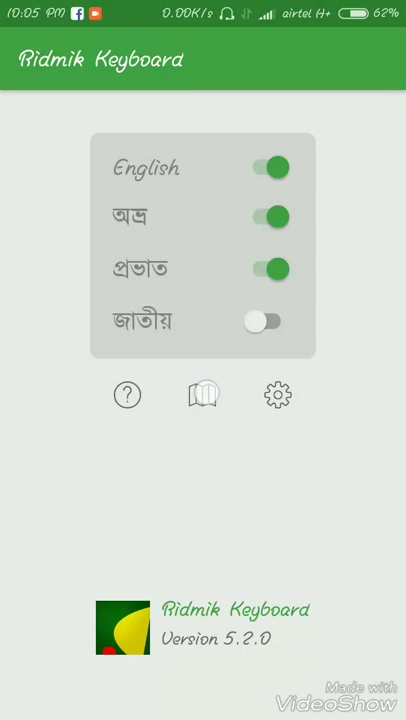 10:05 PM 0.00K/s airtel H+ 62%
Ridmik Keyboard
English
অভ্র
প্রভাত
জাতীয়
?
Ridmik Keyboard
Version 5.2.0
Made with
VideoShow